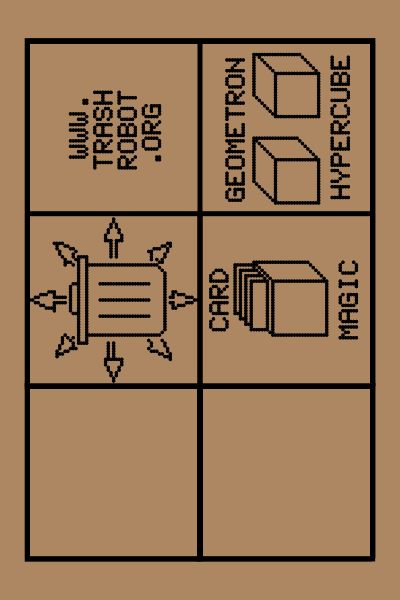 WWW.
TRASH
ROBOT
.ORG
CARD
MAGIC
GEOMETRON
HYPERCUBE